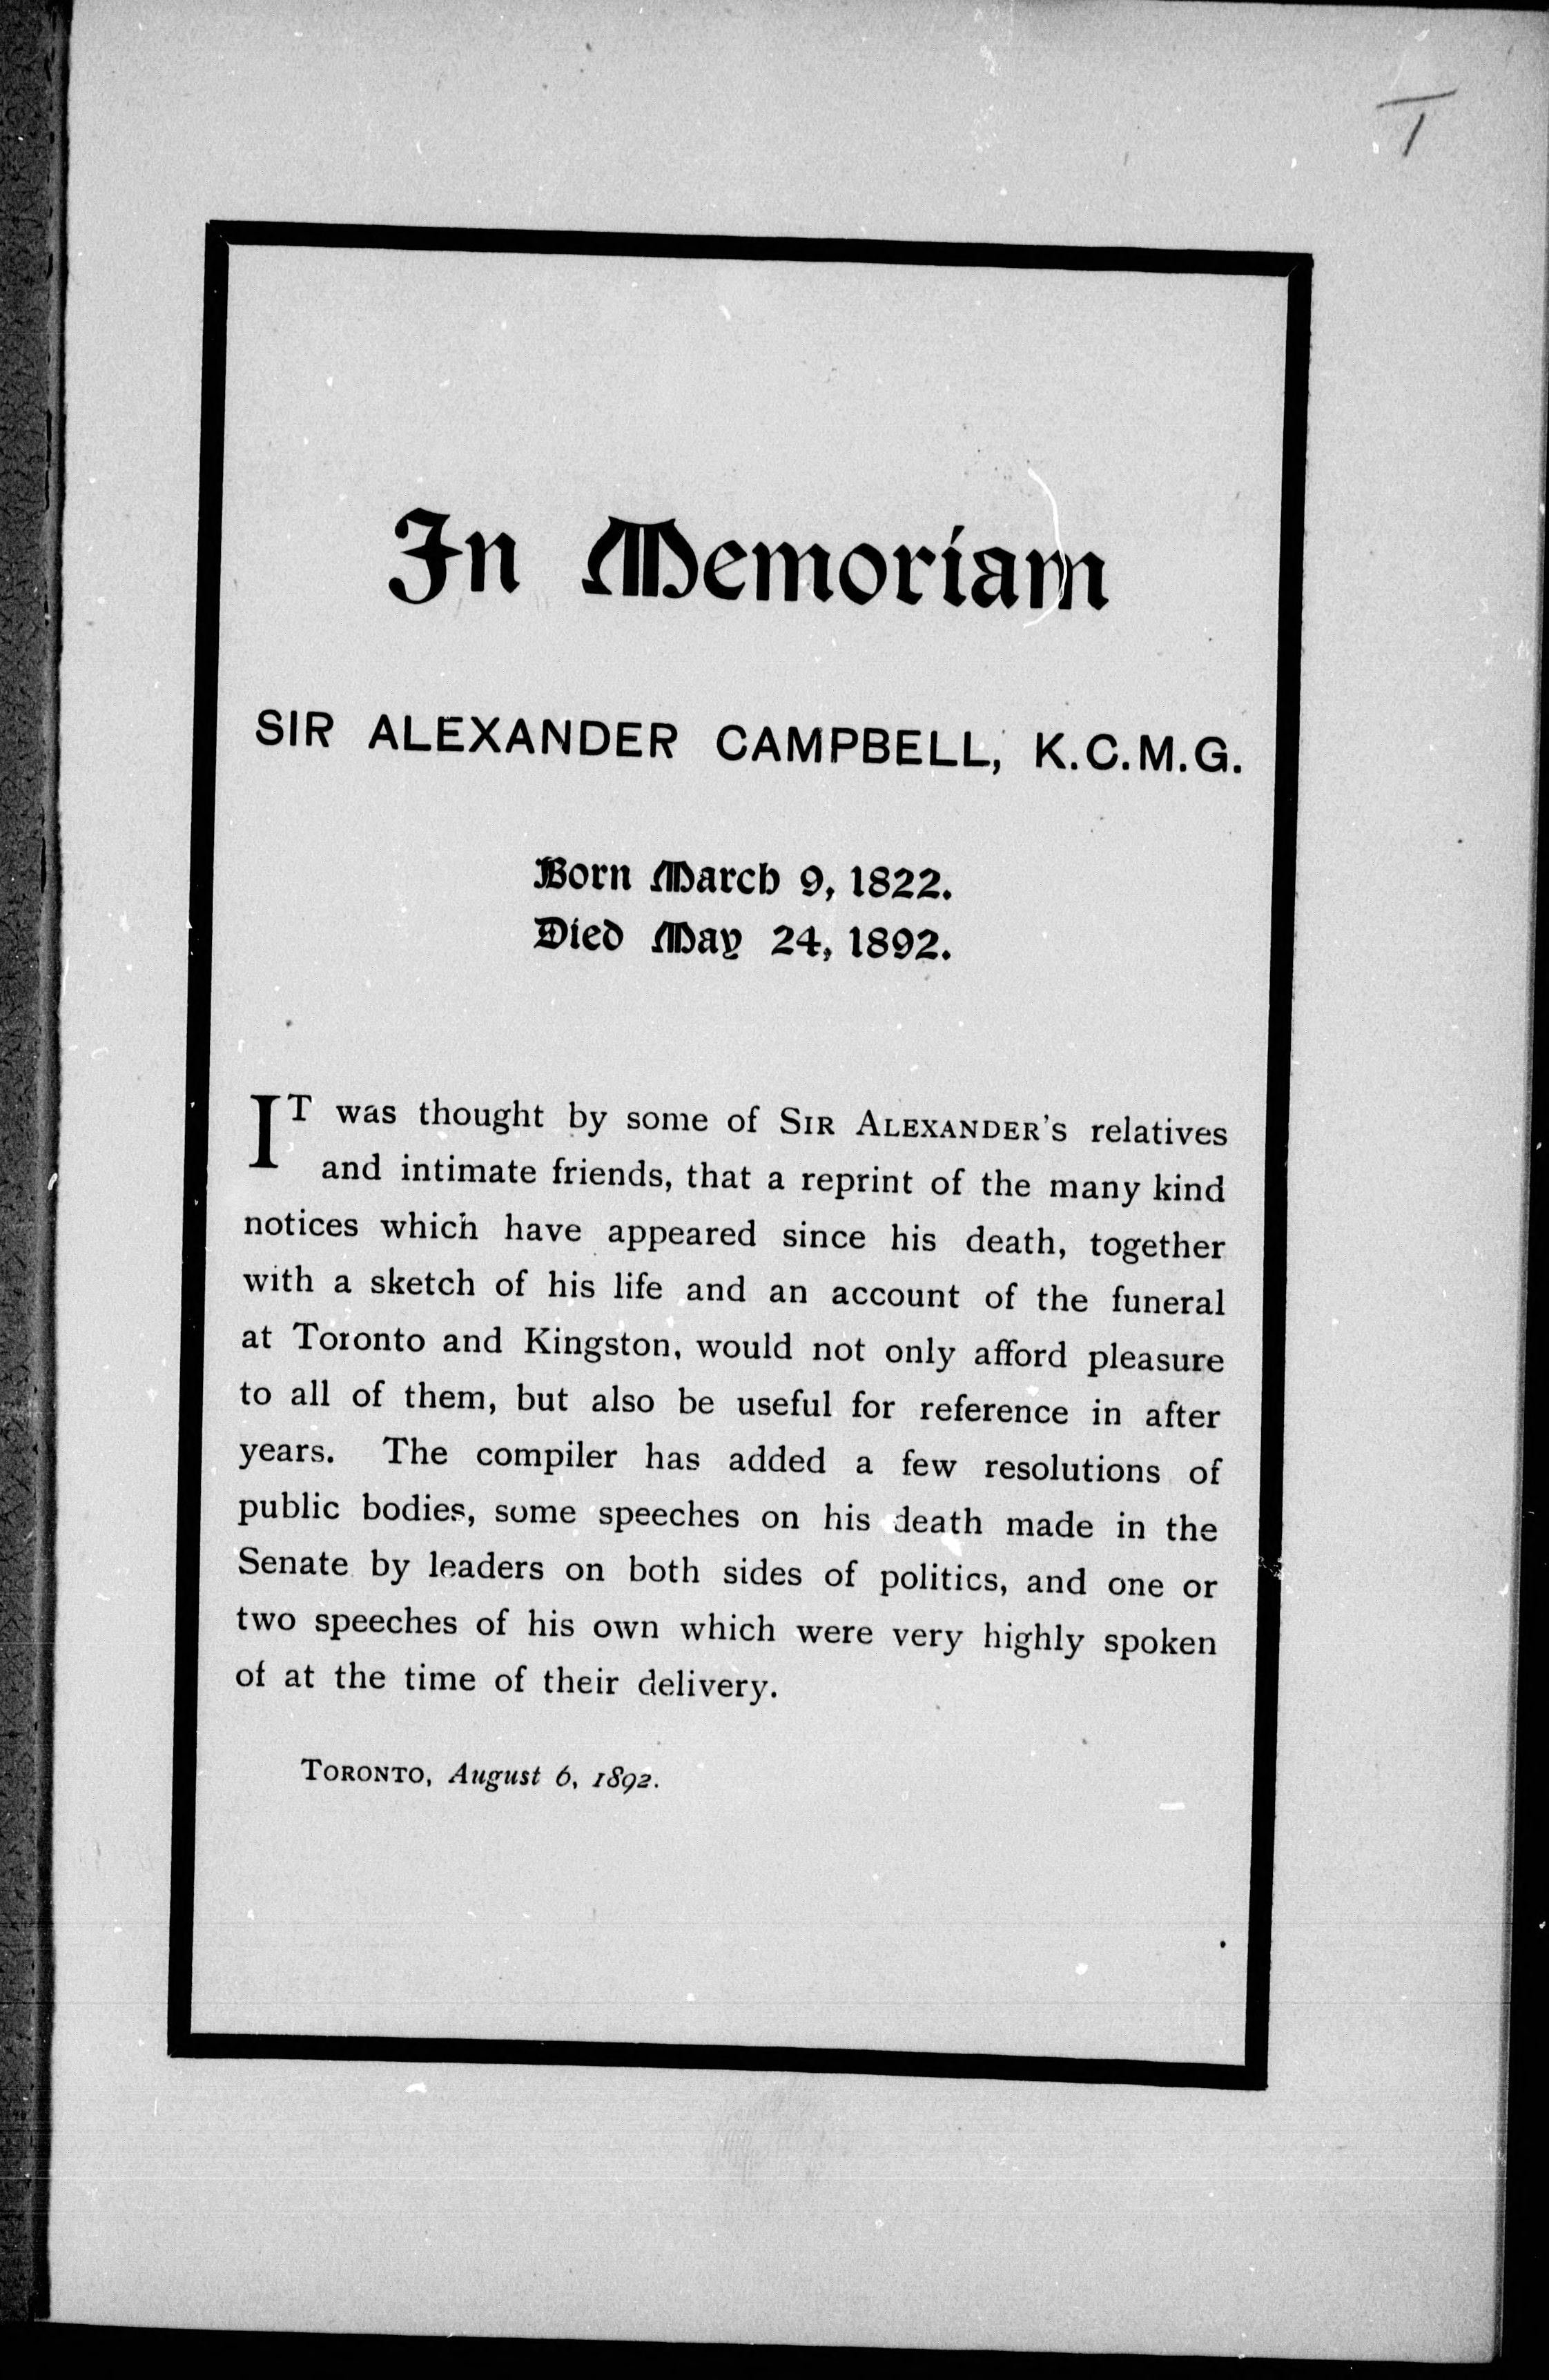 T
In Memoriam
SIR ALEXANDER CAMPBELL, K.C.M.G.
Born March 9, 1822.
Died May 24, 1892.
IT was thought by some of SIR ALEXANDER'S relatives
and intimate friends, that a reprint of the many kind
notices which have appeared since his death, together
with a sketch of his life and an account of the funeral
at Toronto and Kingston, would not only afford pleasure
to all of them, but also be useful for reference in after
years. The compiler has added a few resolutions of
public bodies, some speeches on his death made in the
Senate by leaders on both sides of politics, and one or
two speeches of his own which were very highly spoken
of at the time of their delivery.
TORONTO, August 6, 1892.